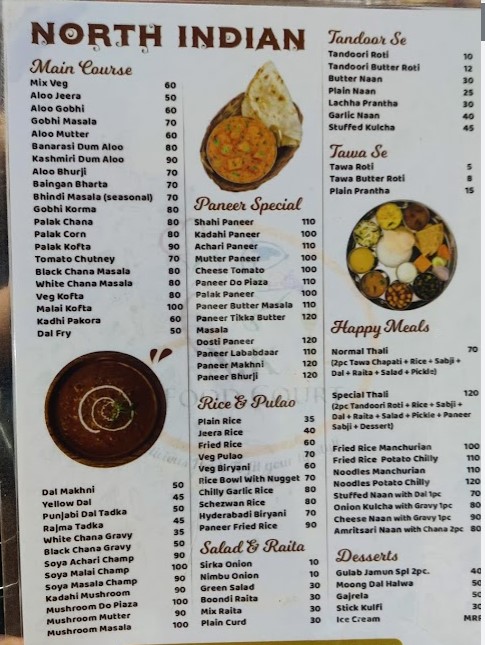 NORTH INDIAN
Main Course
Mix Veg 60
Aloo Jeera 50
Aloo Gobhi 60
Gobhi Masala 70
Aloo Mutter 60
Banarasi Dum Aloo 80
Kashmiri Dum Aloo 90
Aloo Bhurji 70
Baingan Bharta 70
Bhindi Masala (seasonal) 70
Gobhi Korma 80
Palak Chana 80
Palak Corn 80
Palak Kofta 90
Tomato Chutney 70
Black Chana Masala 80
White Chana Masala 80
Veg Kofta 80
Malai Kofta 100
Kadhi Pakora 60
Dal Fry 50
Dal Makhni 50
Yellow Dal 45
Punjabi Dal Tadka 50
Rajma Tadka 45
White Chana Gravy 35
Black Chana Gravy 50
Soya Achari Champ 90
Soya Malai Champ 100
Soya Masala Champ 90
Kadahi Mushroom 90
Mushroom Do Piaza 100
Mushroom Mutter 90
Mushroom Masala 100
Paneer Special
Shahi Paneer 110
Kadahi Paneer 100
Achari Paneer 110
Mutter Paneer 100
Cheese Tomato 100
Paneer Do Piaza 110
Palak Paneer 100
Paneer Butter Masala 110
Paneer Tikka Butter 120
Masala
Dosti Paneer 120
Paneer Lababdaar 110
Paneer Makhni 120
Paneer Bhurji 120
FOOD COURT
Rice & Pulao
Plain Rice 35
Jeera Rice 40
Fried Rice 60
Veg Pulao 70
Veg Biryani 60
Rice Bowl With Nugget 70
Chilly Garlic Rice 80
Schezwan Rice 80
Hyderabadi Biryani 70
Paneer Fried Rice 90
Salad & Raita
Sirka Onion 10
Nimbu Onion 10
Green Salad 30
Boondi Raita 30
Mix Raita 30
Plain Curd 30
Tandoor Se
Tandoori Roti 10
Tandoori Butter Roti 12
Butter Naan 30
Plain Naan 25
Lachha Prantha 30
Garlic Naan 40
Stuffed Kulcha 45
Tawa Se
Tawa Roti 5
Tawa Butter Roti 8
Plain Prantha 15
Happy Meals
Normal Thali 70
(2pc Tawa Chapati + Rice + Sabji +
Dal + Raita + Salad + Pickle)
Special Thali 120
(2pc Tandoori Roti + Rice + Sabji +
Dal + Raita + Salad + Pickle + Paneer
Sabji + Dessert)
Fried Rice Manchurian 100
Fried Rice Potato Chilly 110
Noodles Manchurian 110
Noodles Potato Chilly 120
Stuffed Naan with Dal 1pc 70
Onion Kulcha with Gravy 1pc 80
Cheese Naan with Gravy 1pc 90
Amritsari Naan with Chana 2pc 80
Desserts
Gulab Jamun Spl 2pc. 40
Moong Dal Halwa 50
Gajrela 50
Stick Kulfi 30
Ice Cream MRP